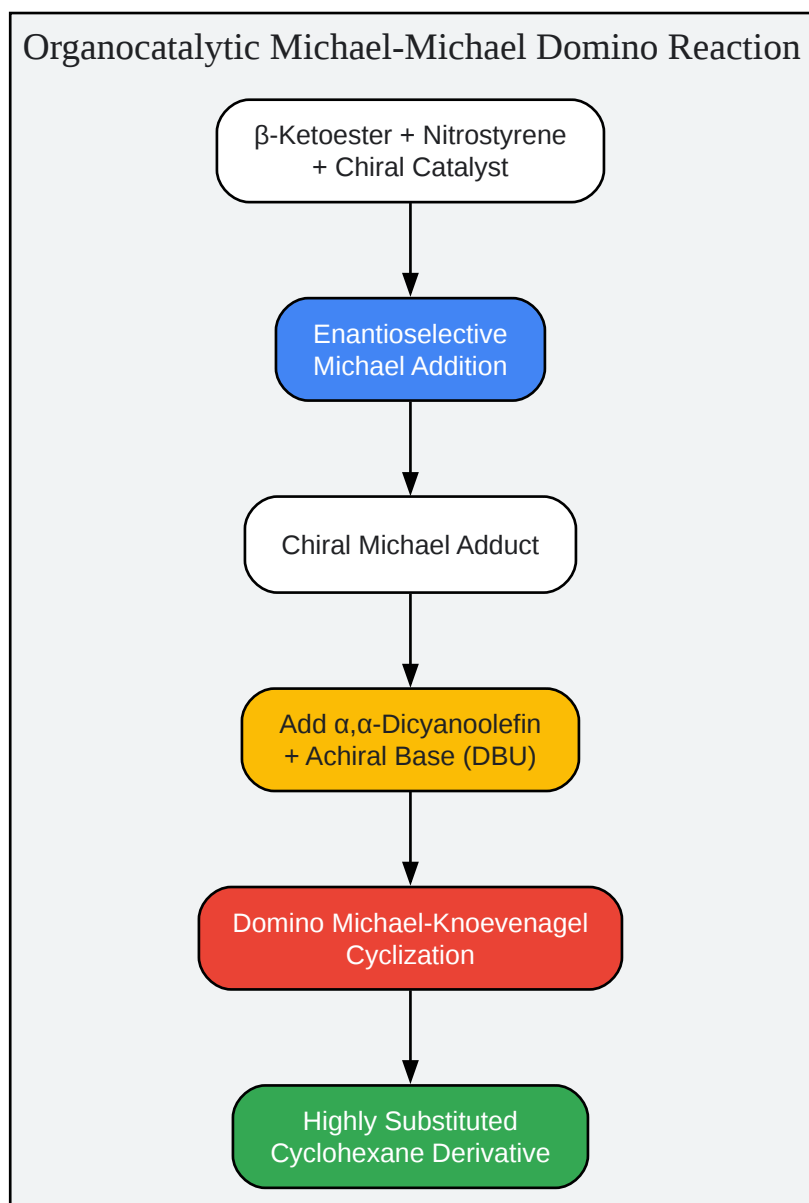 Organocatalytic Michael-Michael Domino Reaction
β-Ketoester + Nitrostyrene
+ Chiral Catalyst
Enantioselective
Michael Addition
Chiral Michael Adduct
Add α,α-Dicyanoolefin
+ Achiral Base (DBU)
Domino Michael-Knoevenagel
Cyclization
Highly Substituted
Cyclohexane Derivative